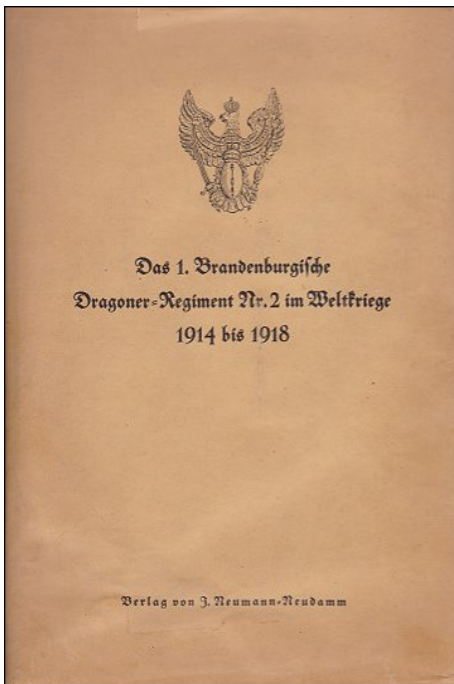 Das 1. Brandenburgische
Dragoner-Regiment Nr. 2 im Weltkriege
1914 bis 1918
Verlag von J. Neumann-Neudamm